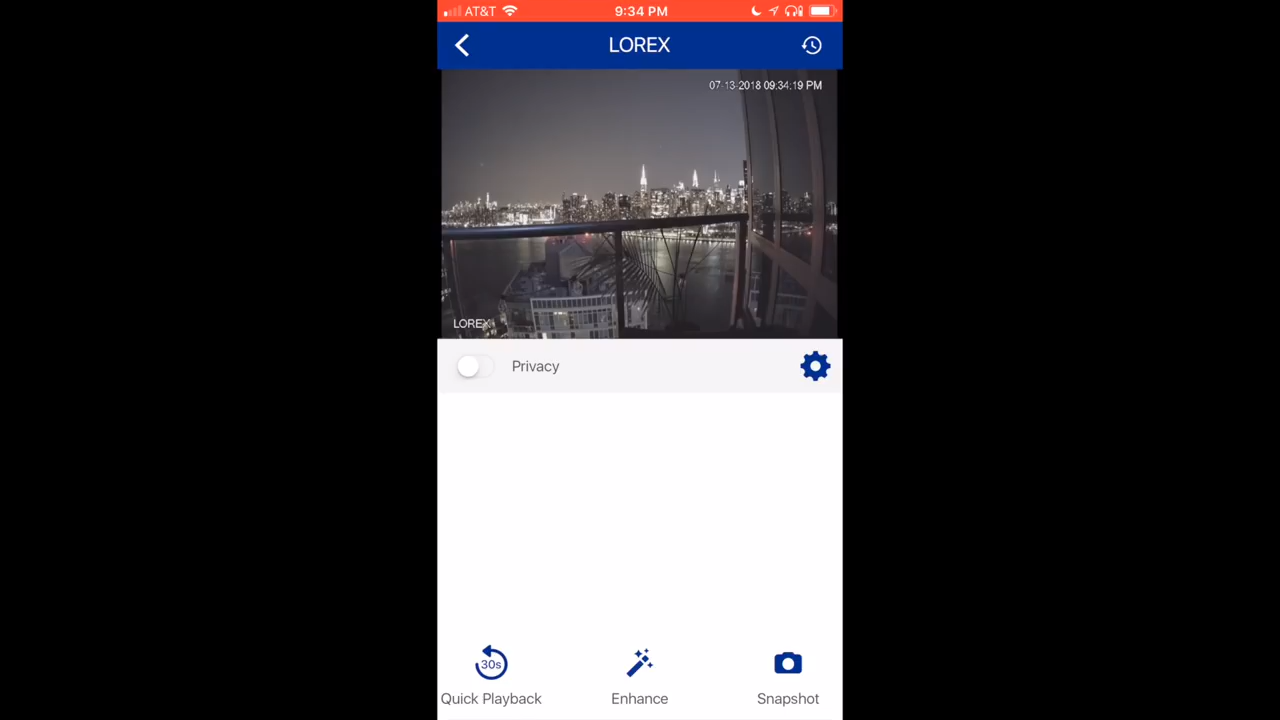 AT&T 9:34 PM
LOREX
07-13-2018 09:34:19 PM
LOREX
Privacy
30s
Quick Playback Enhance Snapshot